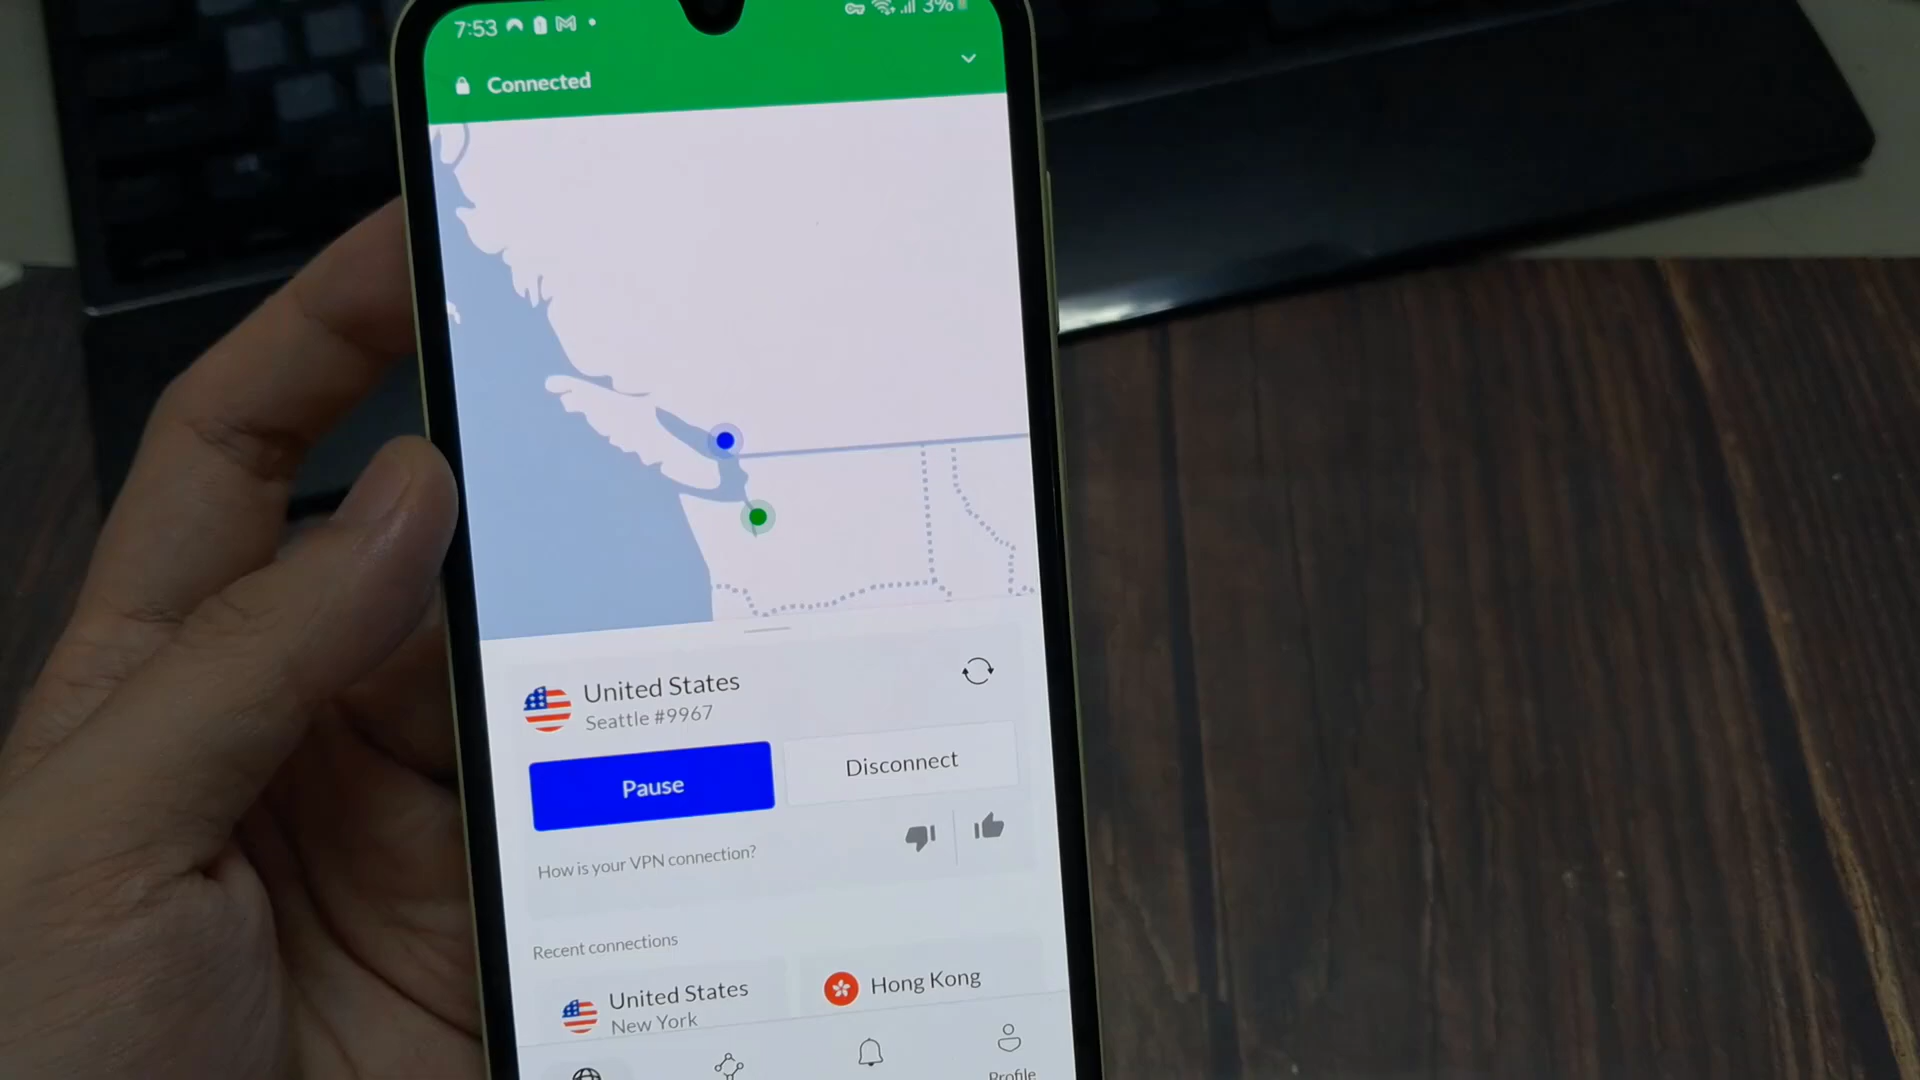 7:53
3%
Connected
United States
Seattle #9967
Pause
Disconnect
How is your VPN connection?
Recent connections
United States
New York
Hong Kong
Profile